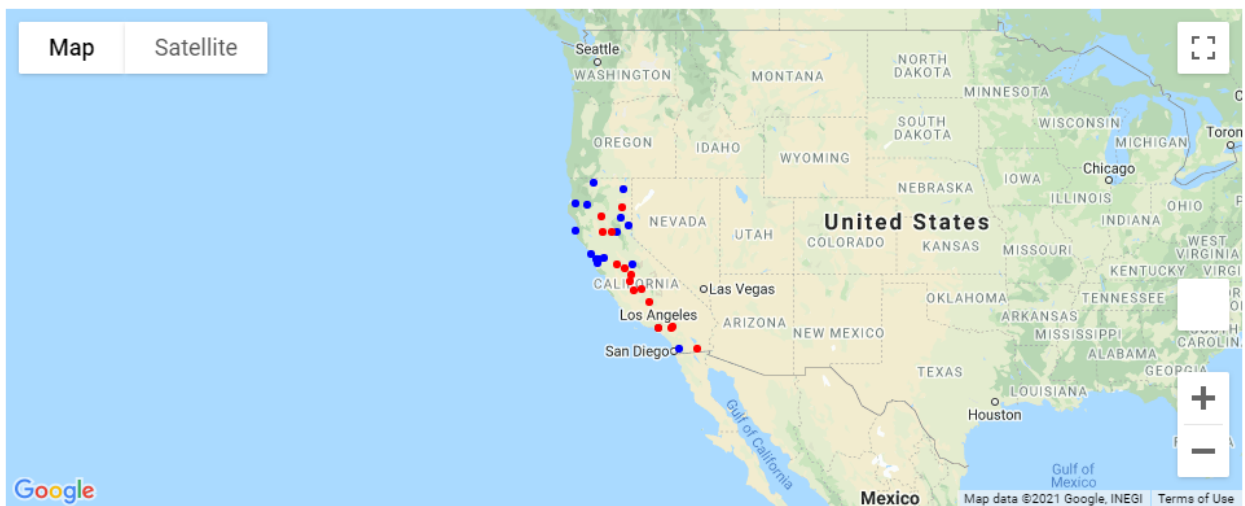 Map Satellite
Seattle
WASHINGTON
MONTANA
NORTH
DAKOTA
MINNESOTA
SOUTH
DAKOTA
WISCONSIN
MICHIGAN
Toron
OREGON
IDAHO
WYOMING
Chicago
IOWA
NEBRASKA
ILLINOIS
INDIANA
OHIO
NEVADA
UTAH
United States
COLORADO
KANSAS
MISSOURI
WEST
VIRGINIA
KENTUCKY
VIRGI
CALIFORNIA
Las Vegas
OKLAHOMA
TENNESSEE
Los Angeles
ARIZONA
NEW MEXICO
ARKANSAS
MISSISSIPPI
CAROLIN
San Diego
ALABAMA
TEXAS
GEORGIA
LOUISIANA
Houston
Gulf of California
Gulf of
Mexico
Mexico
Google
Map data ©2021 Google, INEGI Terms of Use